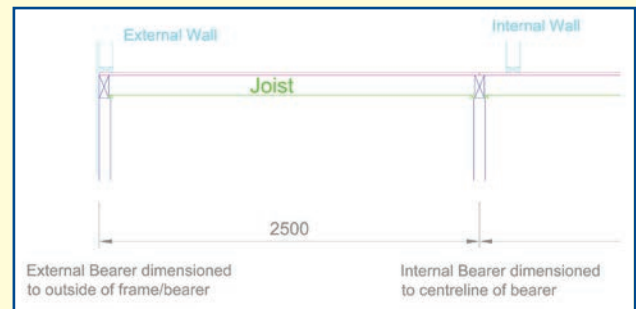 External Wall
Internal Wall
Joist
2500
External Bearer dimensioned
to outside of frame/bearer
Internal Bearer dimensioned
to centreline of bearer